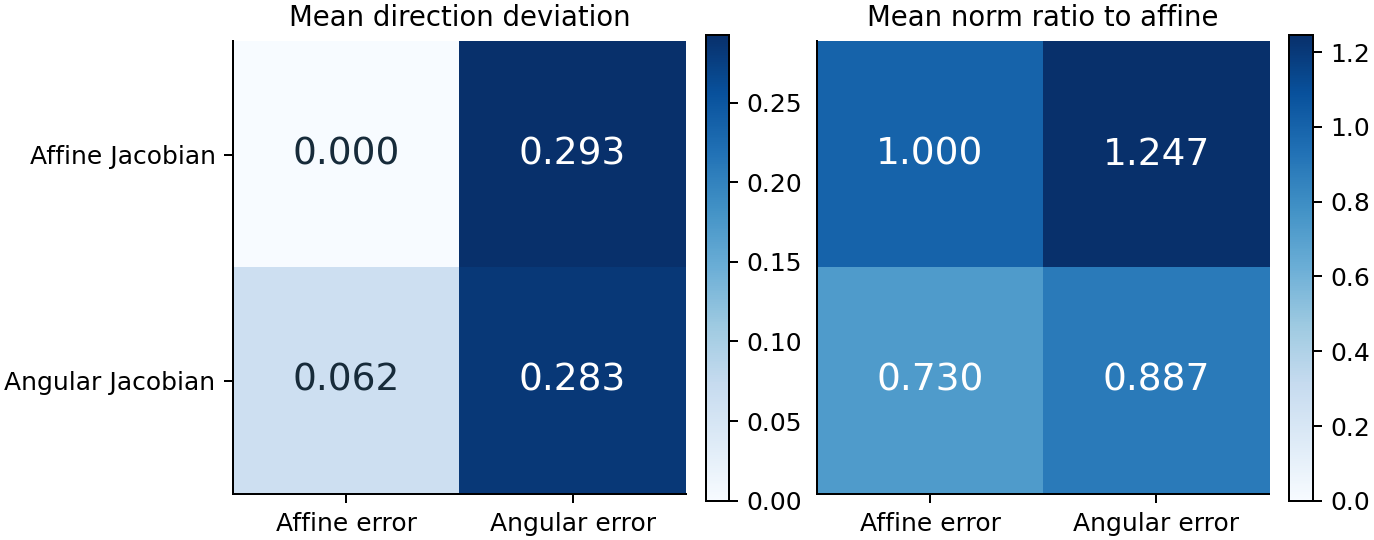 Mean direction deviation
Mean norm ratio to affine
Affine Jacobian
Angular Jacobian
0.000
0.293
0.062
0.283
Affine error
Angular error
0.25
0.20
0.15
0.10
0.05
0.00
1.000
1.247
0.730
0.887
Affine error
Angular error
1.2
1.0
0.8
0.6
0.4
0.2
0.0